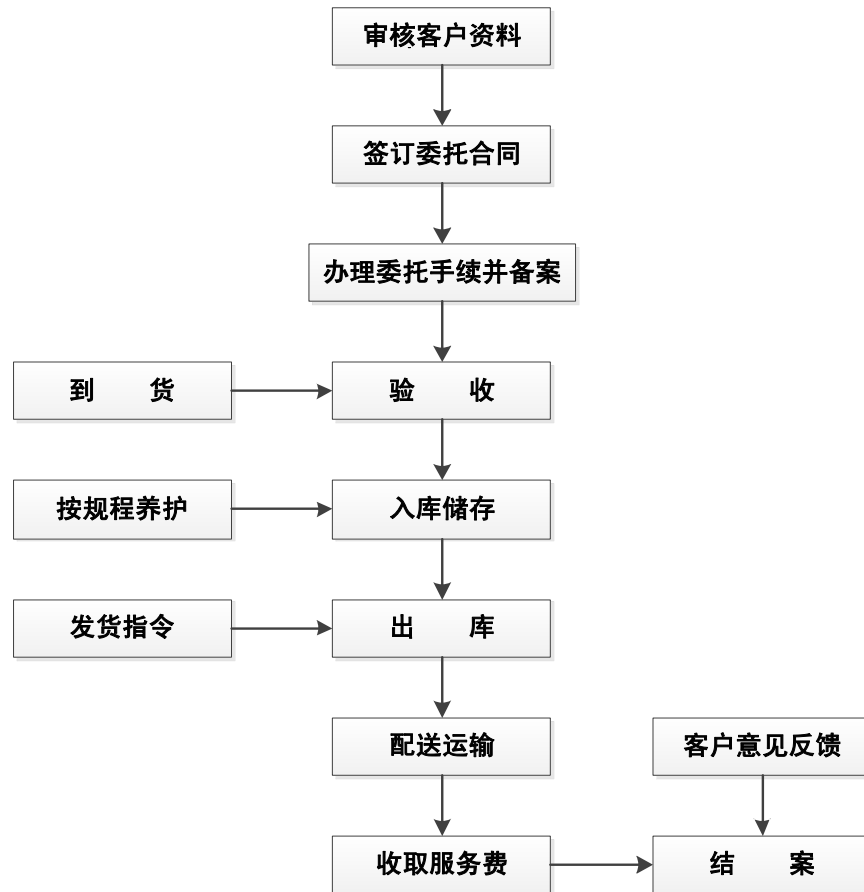 审核客户资料
签订委托合同
办理委托手续并备案
到 货
验 收
按规程养护
入库储存
发货指令
出 库
配送运输
客户意见反馈
收取服务费
结 案